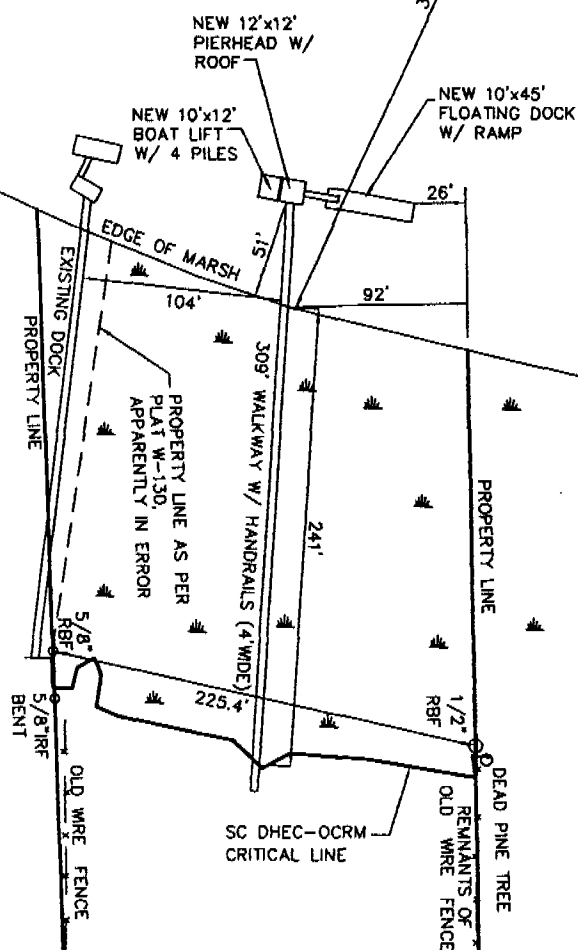 NEW 12'x12'
PIERHEAD W/
ROOF
NEW 10'x12'
BOAT LIFT
W/ 4 PILES
NEW 10'x45'
FLOATING DOCK
W/ RAMP
26'
EDGE OF MARSH
51'
104'
92'
EXISTING DOCK
PROPERTY LINE
PROPERTY LINE AS PER
PLAT W-130,
APPARENTLY IN ERROR
309' WALKWAY W/ HANDRAILS (4'WIDE)
241'
PROPERTY LINE
5/8"
RBF
225.4'
1/2"
RBF
5/8"IRF
BENT
OLD WIRE FENCE
SC DHEC-OCRM
CRITICAL LINE
DEAD PINE TREE
REMNANTS OF
OLD WIRE FENCE